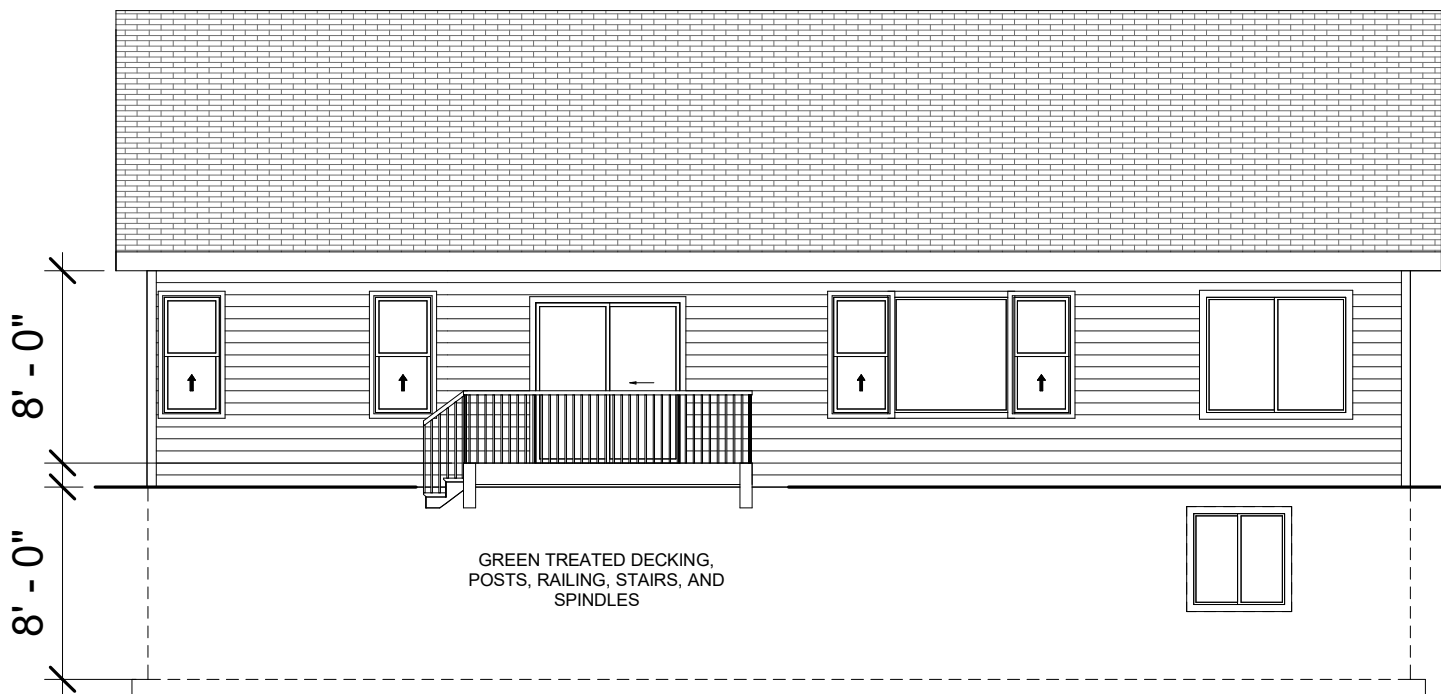 8' - 0"
8' - 0"
GREEN TREATED DECKING,
POSTS, RAILING, STAIRS, AND
SPINDLES